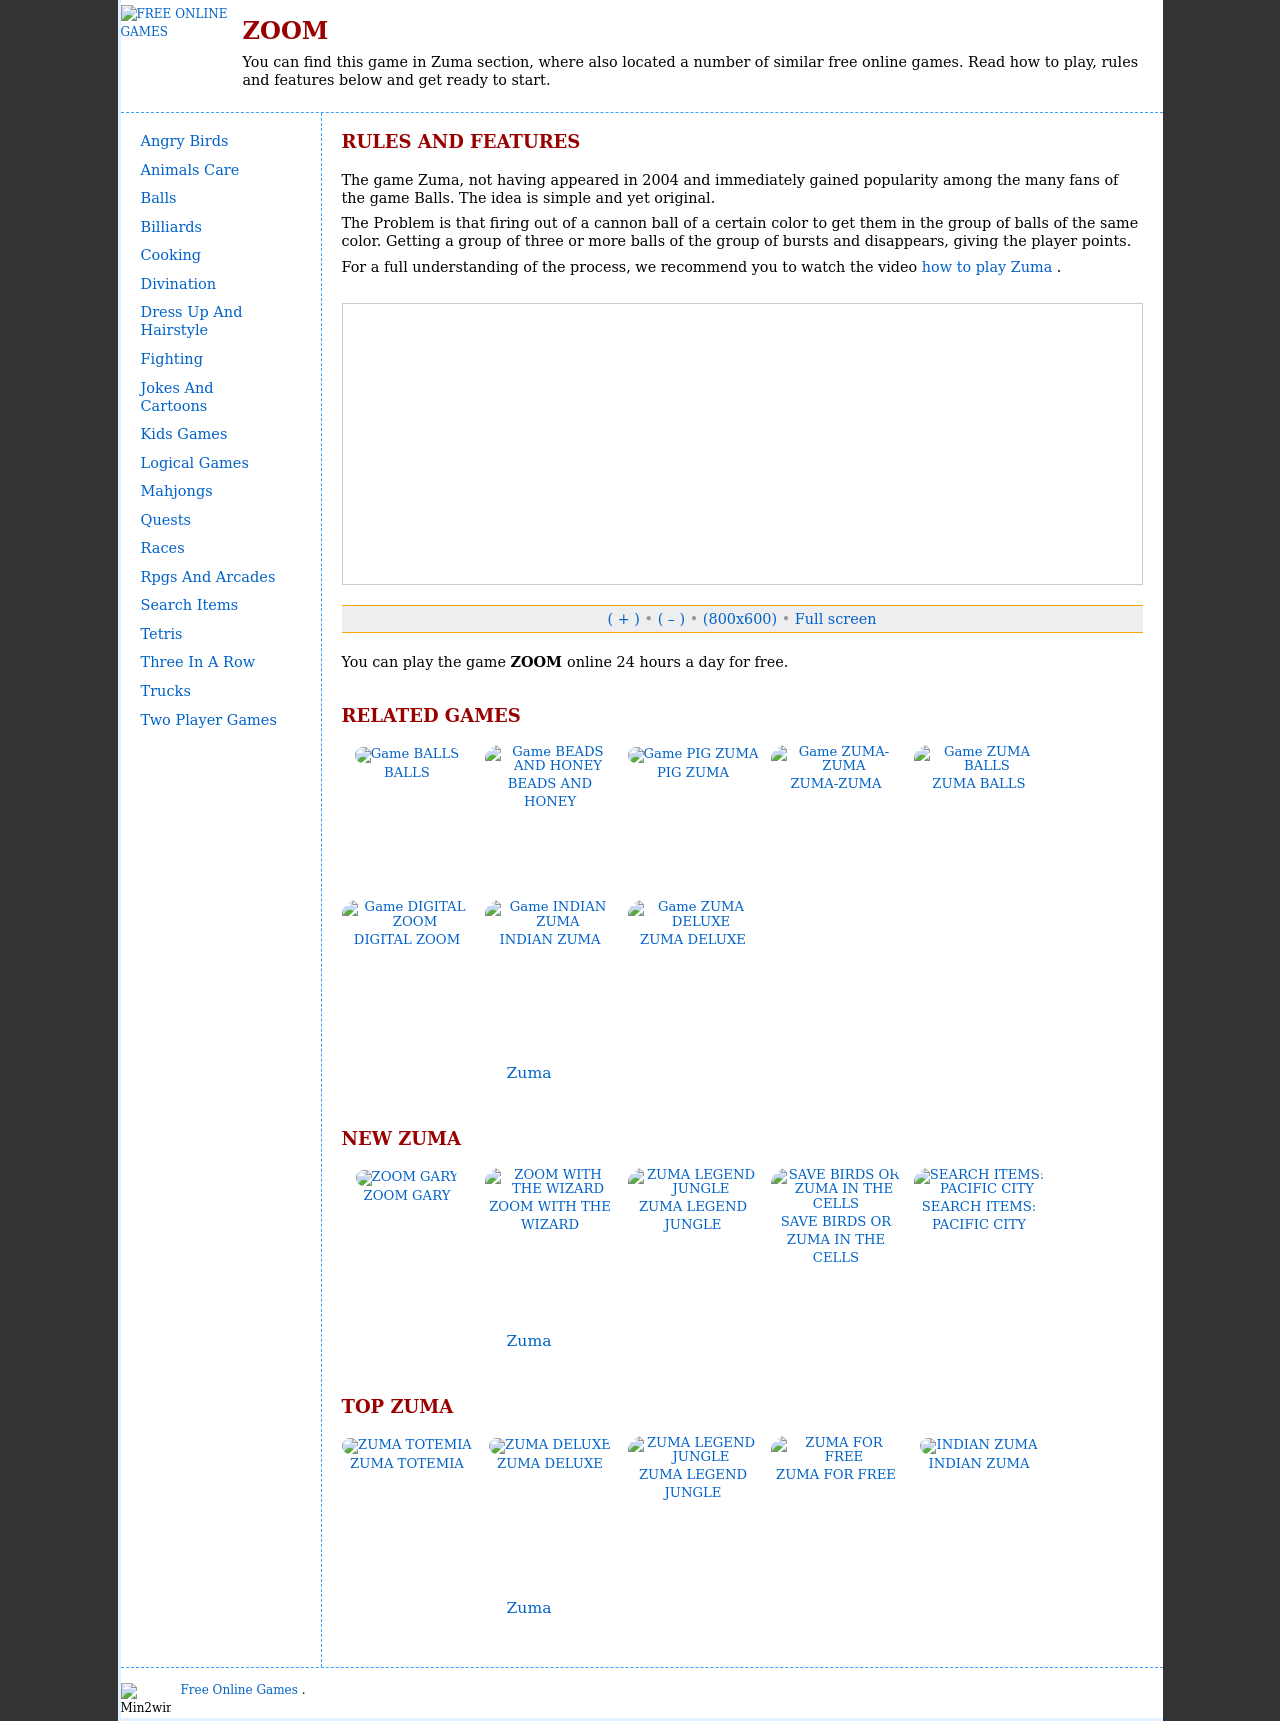 FREE ONLINE
GAMES
ZOOM
You can find this game in Zuma section, where also located a number of similar free online games. Read how to play, rules
and features below and get ready to start.
Angry Birds
Animals Care
Balls
Billiards
Cooking
Divination
Dress Up And
Hairstyle
Fighting
Jokes And
Cartoons
Kids Games
Logical Games
Mahjongs
Quests
Races
Rpgs And Arcades
Search Items
Tetris
Three In A Row
Trucks
Two Player Games
RULES AND FEATURES
The game Zuma, not having appeared in 2004 and immediately gained popularity among the many fans of
the game Balls. The idea is simple and yet original.
The Problem is that firing out of a cannon ball of a certain color to get them in the group of balls of the same
color. Getting a group of three or more balls of the group of bursts and disappears, giving the player points.
For a full understanding of the process, we recommend you to watch the video how to play Zuma .
( + ) • ( – ) • (800x600) • Full screen
You can play the game ZOOM online 24 hours a day for free.
RELATED GAMES
Game BALLS
BALLS
Game BEADS
AND HONEY
BEADS AND
HONEY
Game PIG ZUMA
PIG ZUMA
Game ZUMA-
ZUMA
ZUMA-ZUMA
Game ZUMA
BALLS
ZUMA BALLS
Game DIGITAL
ZOOM
DIGITAL ZOOM
Game INDIAN
ZUMA
INDIAN ZUMA
Game ZUMA
DELUXE
ZUMA DELUXE
Zuma
NEW ZUMA
ZOOM GARY
ZOOM GARY
ZOOM WITH
THE WIZARD
ZOOM WITH THE
WIZARD
ZUMA LEGEND
JUNGLE
ZUMA LEGEND
JUNGLE
SAVE BIRDS OR
ZUMA IN THE
CELLS
SAVE BIRDS OR
ZUMA IN THE
CELLS
SEARCH ITEMS:
PACIFIC CITY
SEARCH ITEMS:
PACIFIC CITY
Zuma
TOP ZUMA
ZUMA TOTEMIA
ZUMA TOTEMIA
ZUMA DELUXE
ZUMA DELUXE
ZUMA LEGEND
JUNGLE
ZUMA LEGEND
JUNGLE
ZUMA FOR
FREE
ZUMA FOR FREE
INDIAN ZUMA
INDIAN ZUMA
Zuma
Min2wir
Free Online Games .